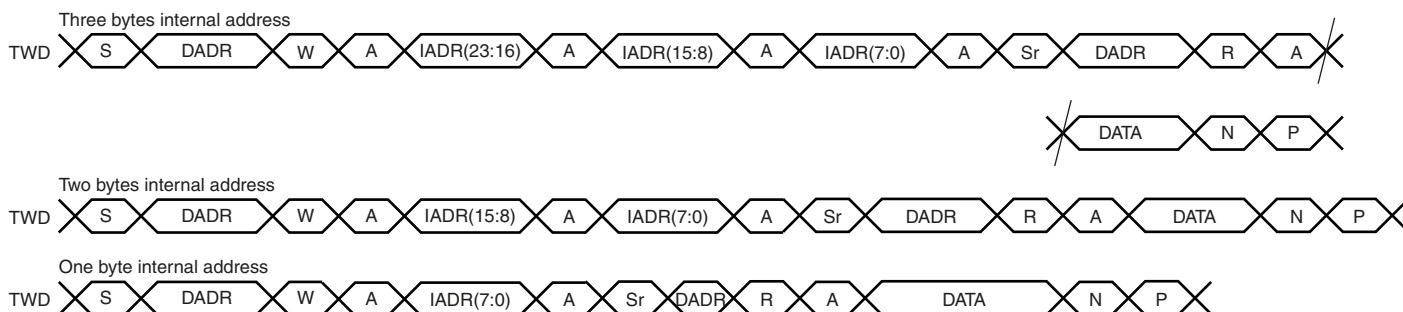 Three bytes internal address
TWD S DADR W A IADR(23:16) A IADR(15:8) A IADR(7:0) A Sr DADR R A
DATA N P
Two bytes internal address
TWD S DADR W A IADR(15:8) A IADR(7:0) A Sr DADR R A DATA N P
One byte internal address
TWD S DADR W A IADR(7:0) A Sr DADR R A DATA N P